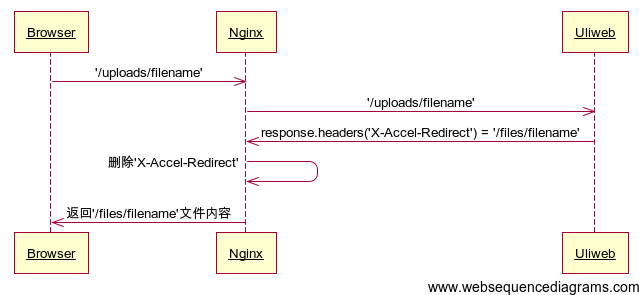 Browser
Nginx
Uliweb
'/uploads/filename'
'/uploads/filename'
response.headers('X-Accel-Redirect') = '/files/filename'
删除'X-Accel-Redirect'
返回'/files/filename'文件内容
Browser
Nginx
Uliweb
www.websequencediagrams.com